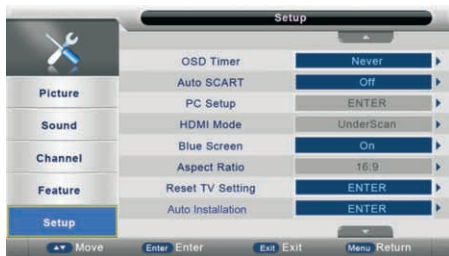 Setup
OSD Timer Never
Auto SCART Off
Picture
PC Setup ENTER
Sound
HDMI Mode UnderScan
Blue Screen On
Channel
Aspect Ratio 16:9
Feature
Reset TV Setting ENTER
Auto Installation ENTER
Setup
Move Enter Enter Exit Exit Menu Return